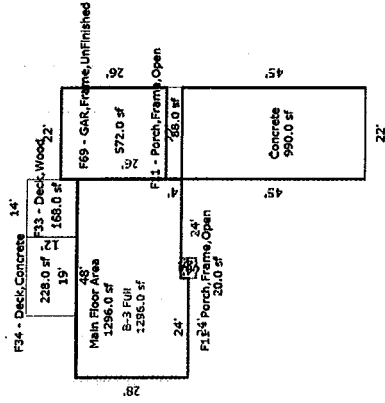 F34 - Deck,Concrete
14'
F33 - Deck,Wood
168.0 sf
12'
228.0 sf
19'
22'
F69 - GAR,Frame,UnFinished
26'
572.0 sf
26'
F11 - Porch,Frame,Open
88.0 sf
4'
48'
Main Floor Area
1296.0 sf
B-3 Full
1296.0 sf
28'
24'
24'
24'
F11 - Porch,Frame,Open
20.0 sf
45'
Concrete
990.0 sf
45'
22'